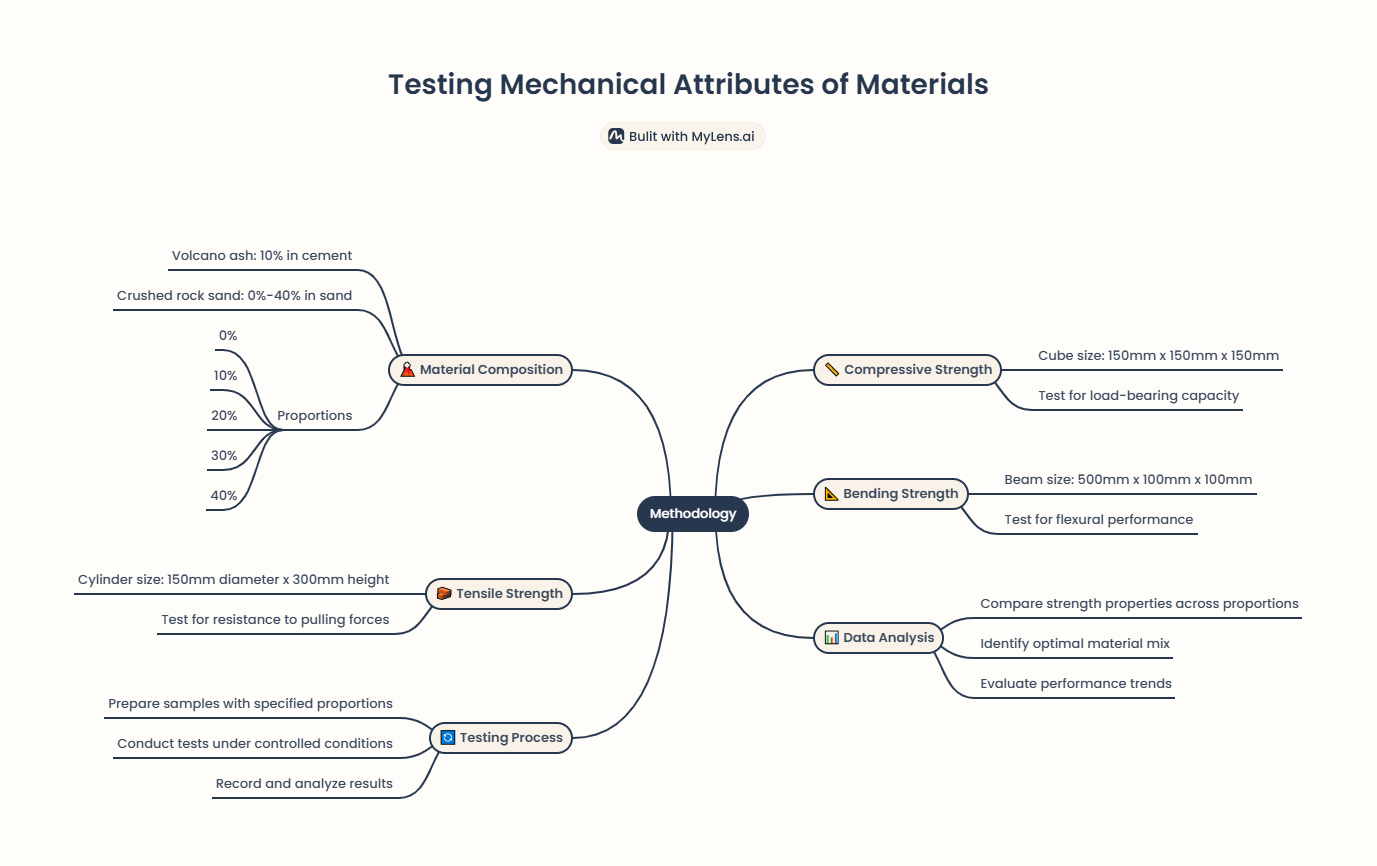 Testing Mechanical Attributes of Materials
Bulit with MyLens.ai
Volcano ash: 10% in cement
Crushed rock sand: 0%-40% in sand
0%
10%
20%
30%
40%
Proportions
Material Composition
Cylinder size: 150mm diameter x 300mm height
Test for resistance to pulling forces
Tensile Strength
Prepare samples with specified proportions
Conduct tests under controlled conditions
Record and analyze results
Testing Process
Methodology
Compressive Strength
Cube size: 150mm x 150mm x 150mm
Test for load-bearing capacity
Bending Strength
Beam size: 500mm x 100mm x 100mm
Test for flexural performance
Data Analysis
Compare strength properties across proportions
Identify optimal material mix
Evaluate performance trends